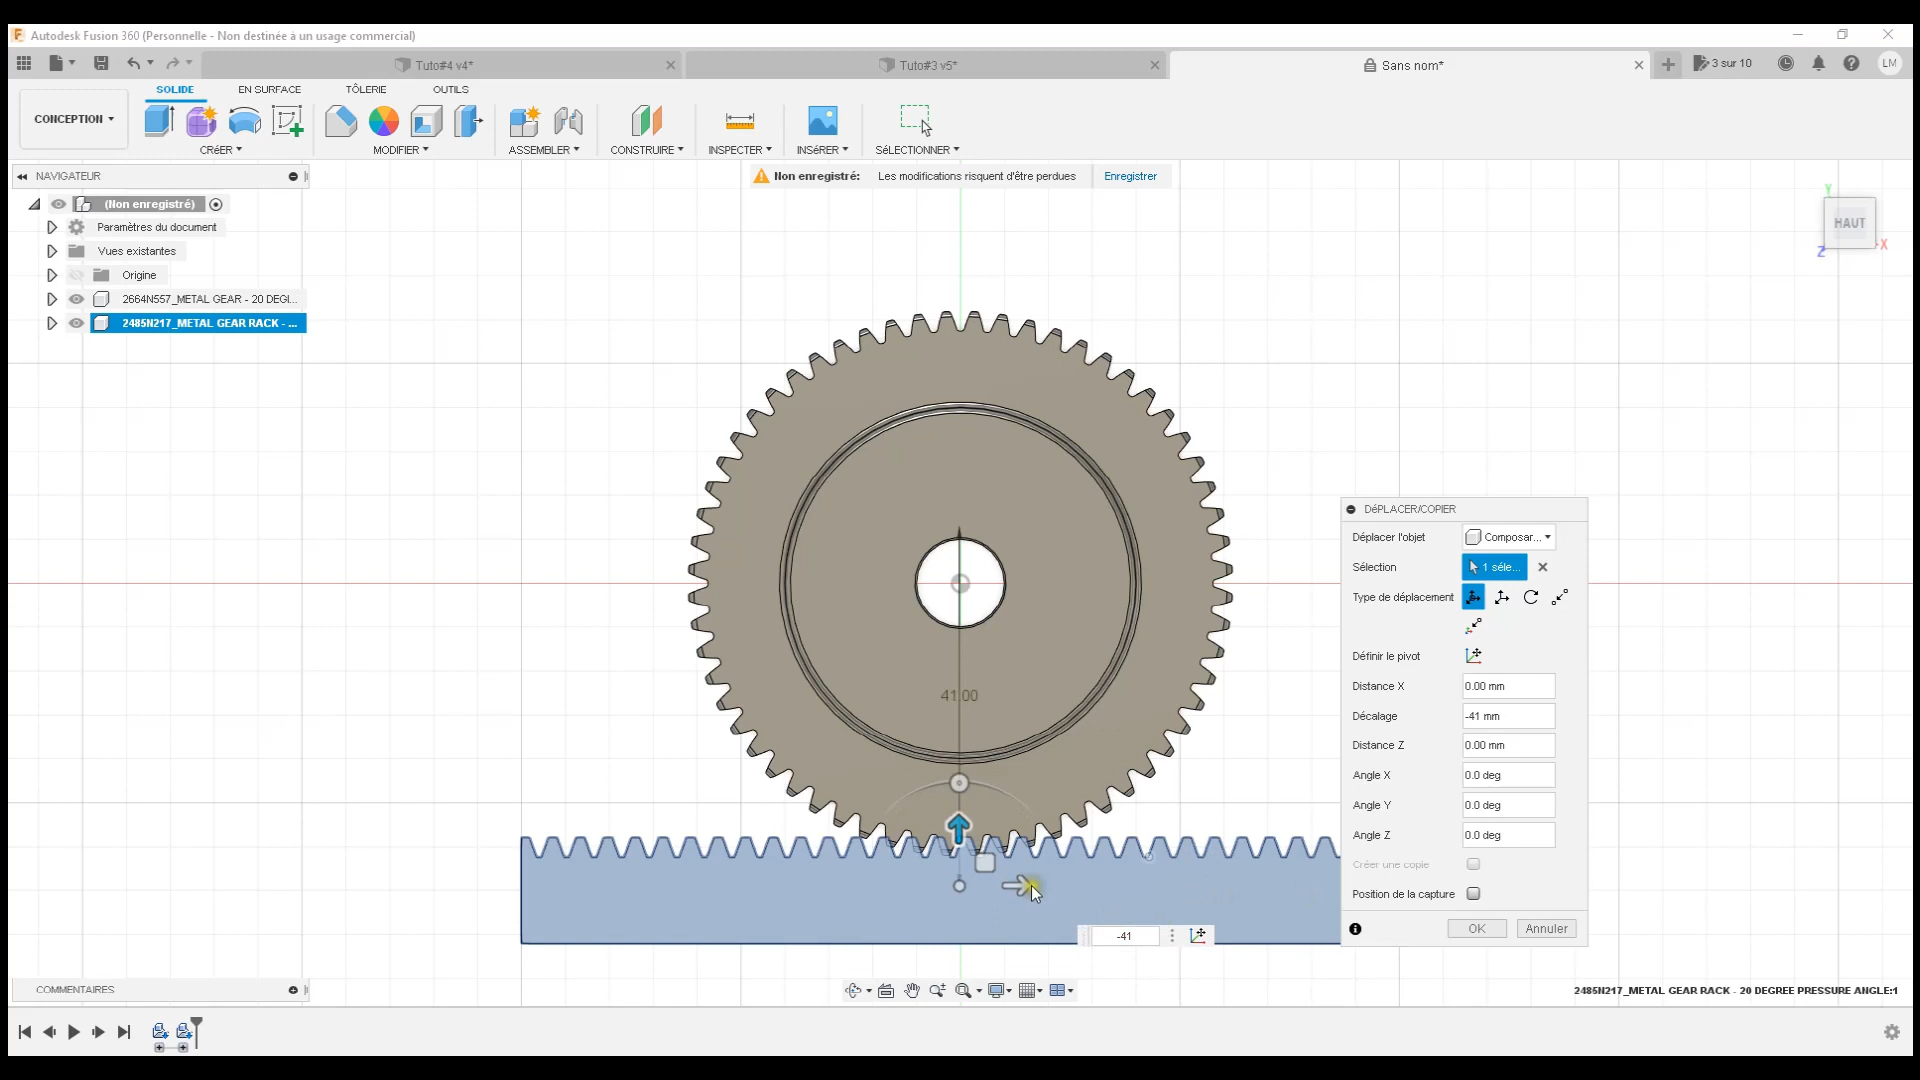 Autodesk Fusion 360 (Personnelle - Non destinée à un usage commercial)
Tuto#4 v4*
Tuto#3 v5*
Sans nom*
3 sur 10
LM
CONCEPTION
SOLIDE
EN SURFACE
TÔLERIE
OUTILS
CRéER
MODIFIER
ASSEMBLER
CONSTRUIRE
INSPECTER
INSéRER
SéLECTIONNER
NAVIGATEUR
Non enregistré: Les modifications risquent d'être perdues Enregistrer
(Non enregistré)
Paramètres du document
Vues existantes
Origine
2664N557_METAL GEAR - 20 DEGI...
2485N217_METAL GEAR RACK - ...
Y
HAUT
X
Z
41.00
DéPLACER/COPIER
Déplacer l'objet Composar...
Sélection 1 séle...
Type de déplacement
Définir le pivot
Distance X 0.00 mm
Décalage -41 mm
Distance Z 0.00 mm
Angle X 0.0 deg
Angle Y 0.0 deg
Angle Z 0.0 deg
Créer une copie
Position de la capture
OK Annuler
-41
COMMENTAIRES
2485N217_METAL GEAR RACK - 20 DEGREE PRESSURE ANGLE:1